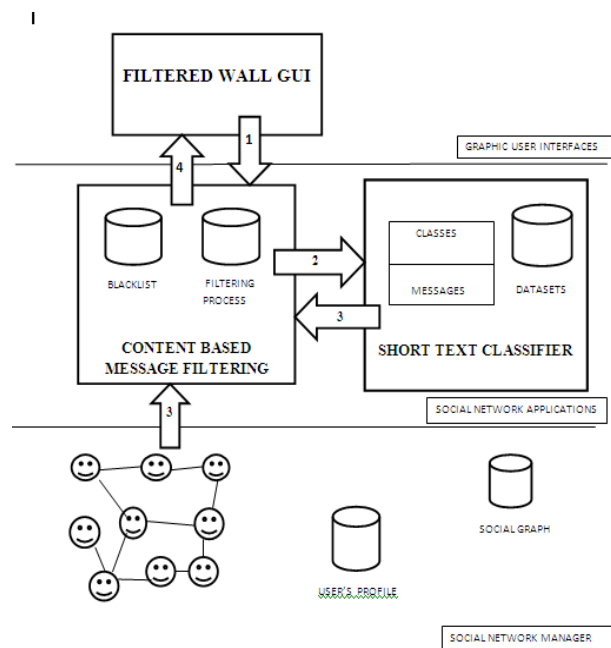 I
FILTERED WALL GUI
1
4
GRAPHIC USER INTERFACES
BLACKLIST
FILTERING
PROCESS
2
CLASSES
MESSAGES
DATASETS
3
CONTENT BASED
MESSAGE FILTERING
SHORT TEXT CLASSIFIER
3
SOCIAL NETWORK APPLICATIONS
SOCIAL GRAPH
USER'S PROFILE
SOCIAL NETWORK MANAGER